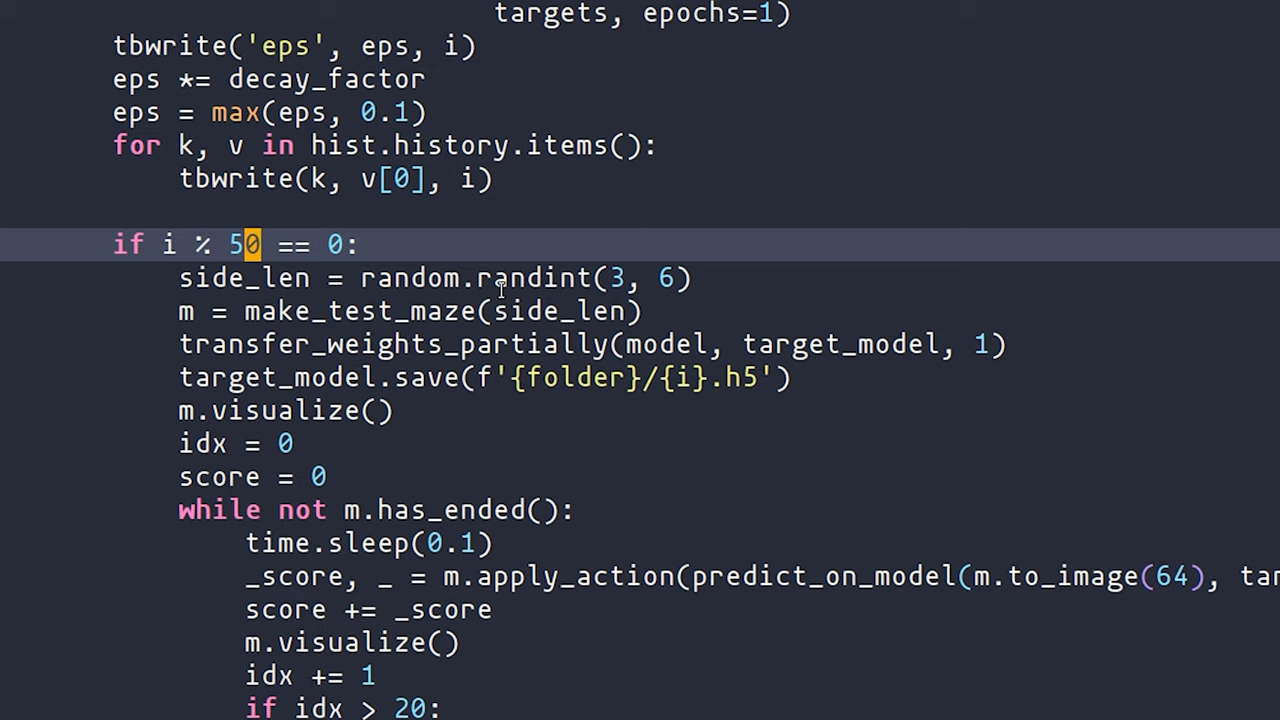 targets, epochs=1)
tbwrite('eps', eps, i)
eps *= decay_factor
eps = max(eps, 0.1)
for k, v in hist.history.items():
tbwrite(k, v[0], i)
if i % 50 == 0:
side_len = random.randint(3, 6)
m = make_test_maze(side_len)
transfer_weights_partially(model, target_model, 1)
target_model.save(f'{folder}/{i}.h5')
m.visualize()
idx = 0
score = 0
while not m.has_ended():
time.sleep(0.1)
_score, _ = m.apply_action(predict_on_model(m.to_image(64), tar
score += _score
m.visualize()
idx += 1
if idx > 20: